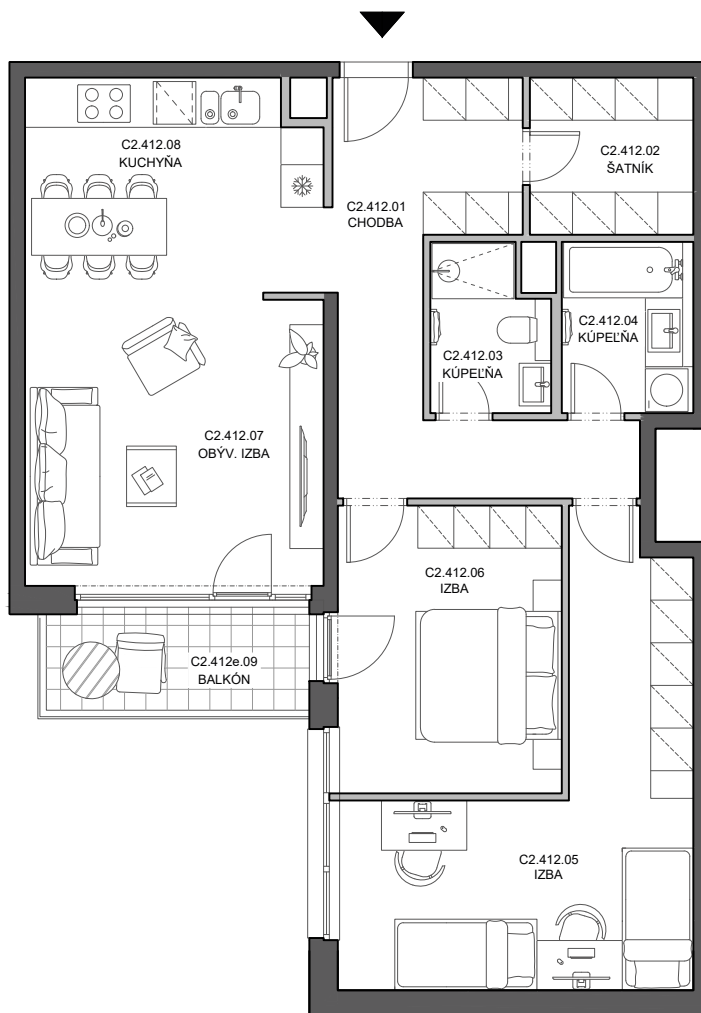 C2.412.08
KUCHYŇA
C2.412.02
ŠATNÍK
C2.412.01
CHODBA
C2.412.04
KÚPEĽŇA
C2.412.03
KÚPEĽŇA
C2.412.07
OBÝV. IZBA
C2.412.06
IZBA
C2.412e.09
BALKÓN
C2.412.05
IZBA